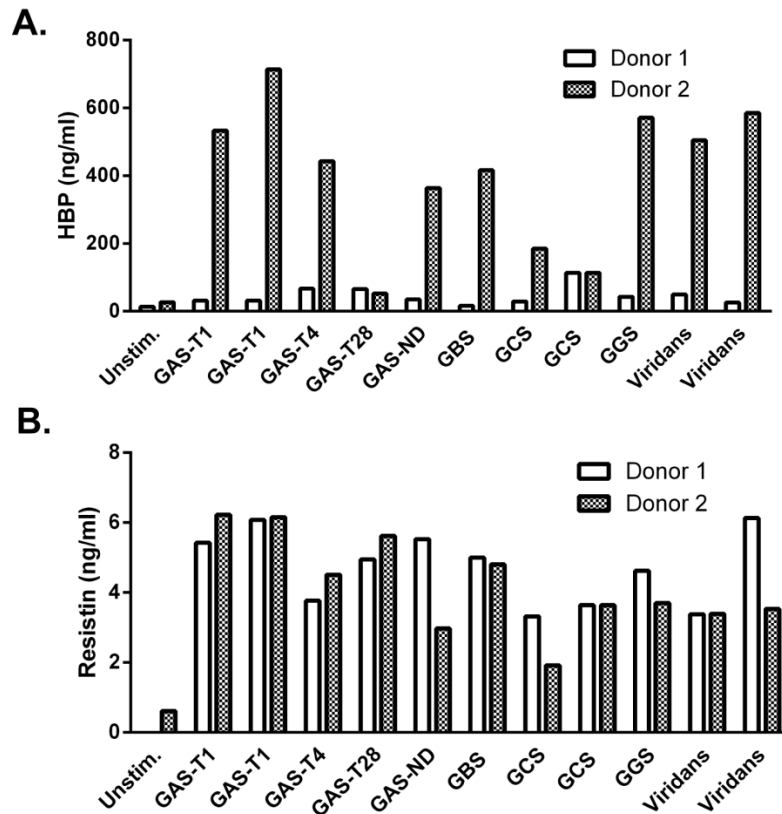 A.
800
600
400
200
0
HBP (ng/ml)
Donor 1
Donor 2
Unstim.
GAS-T1
GAS-T1
GAS-T4
GAS-T28
GAS-ND
GBS
GCS
GCS
GGS
Viridans
Viridans
B.
8
6
4
2
0
Resistin (ng/ml)
Donor 1
Donor 2
Unstim.
GAS-T1
GAS-T1
GAS-T4
GAS-T28
GAS-ND
GBS
GCS
GCS
GGS
Viridans
Viridans